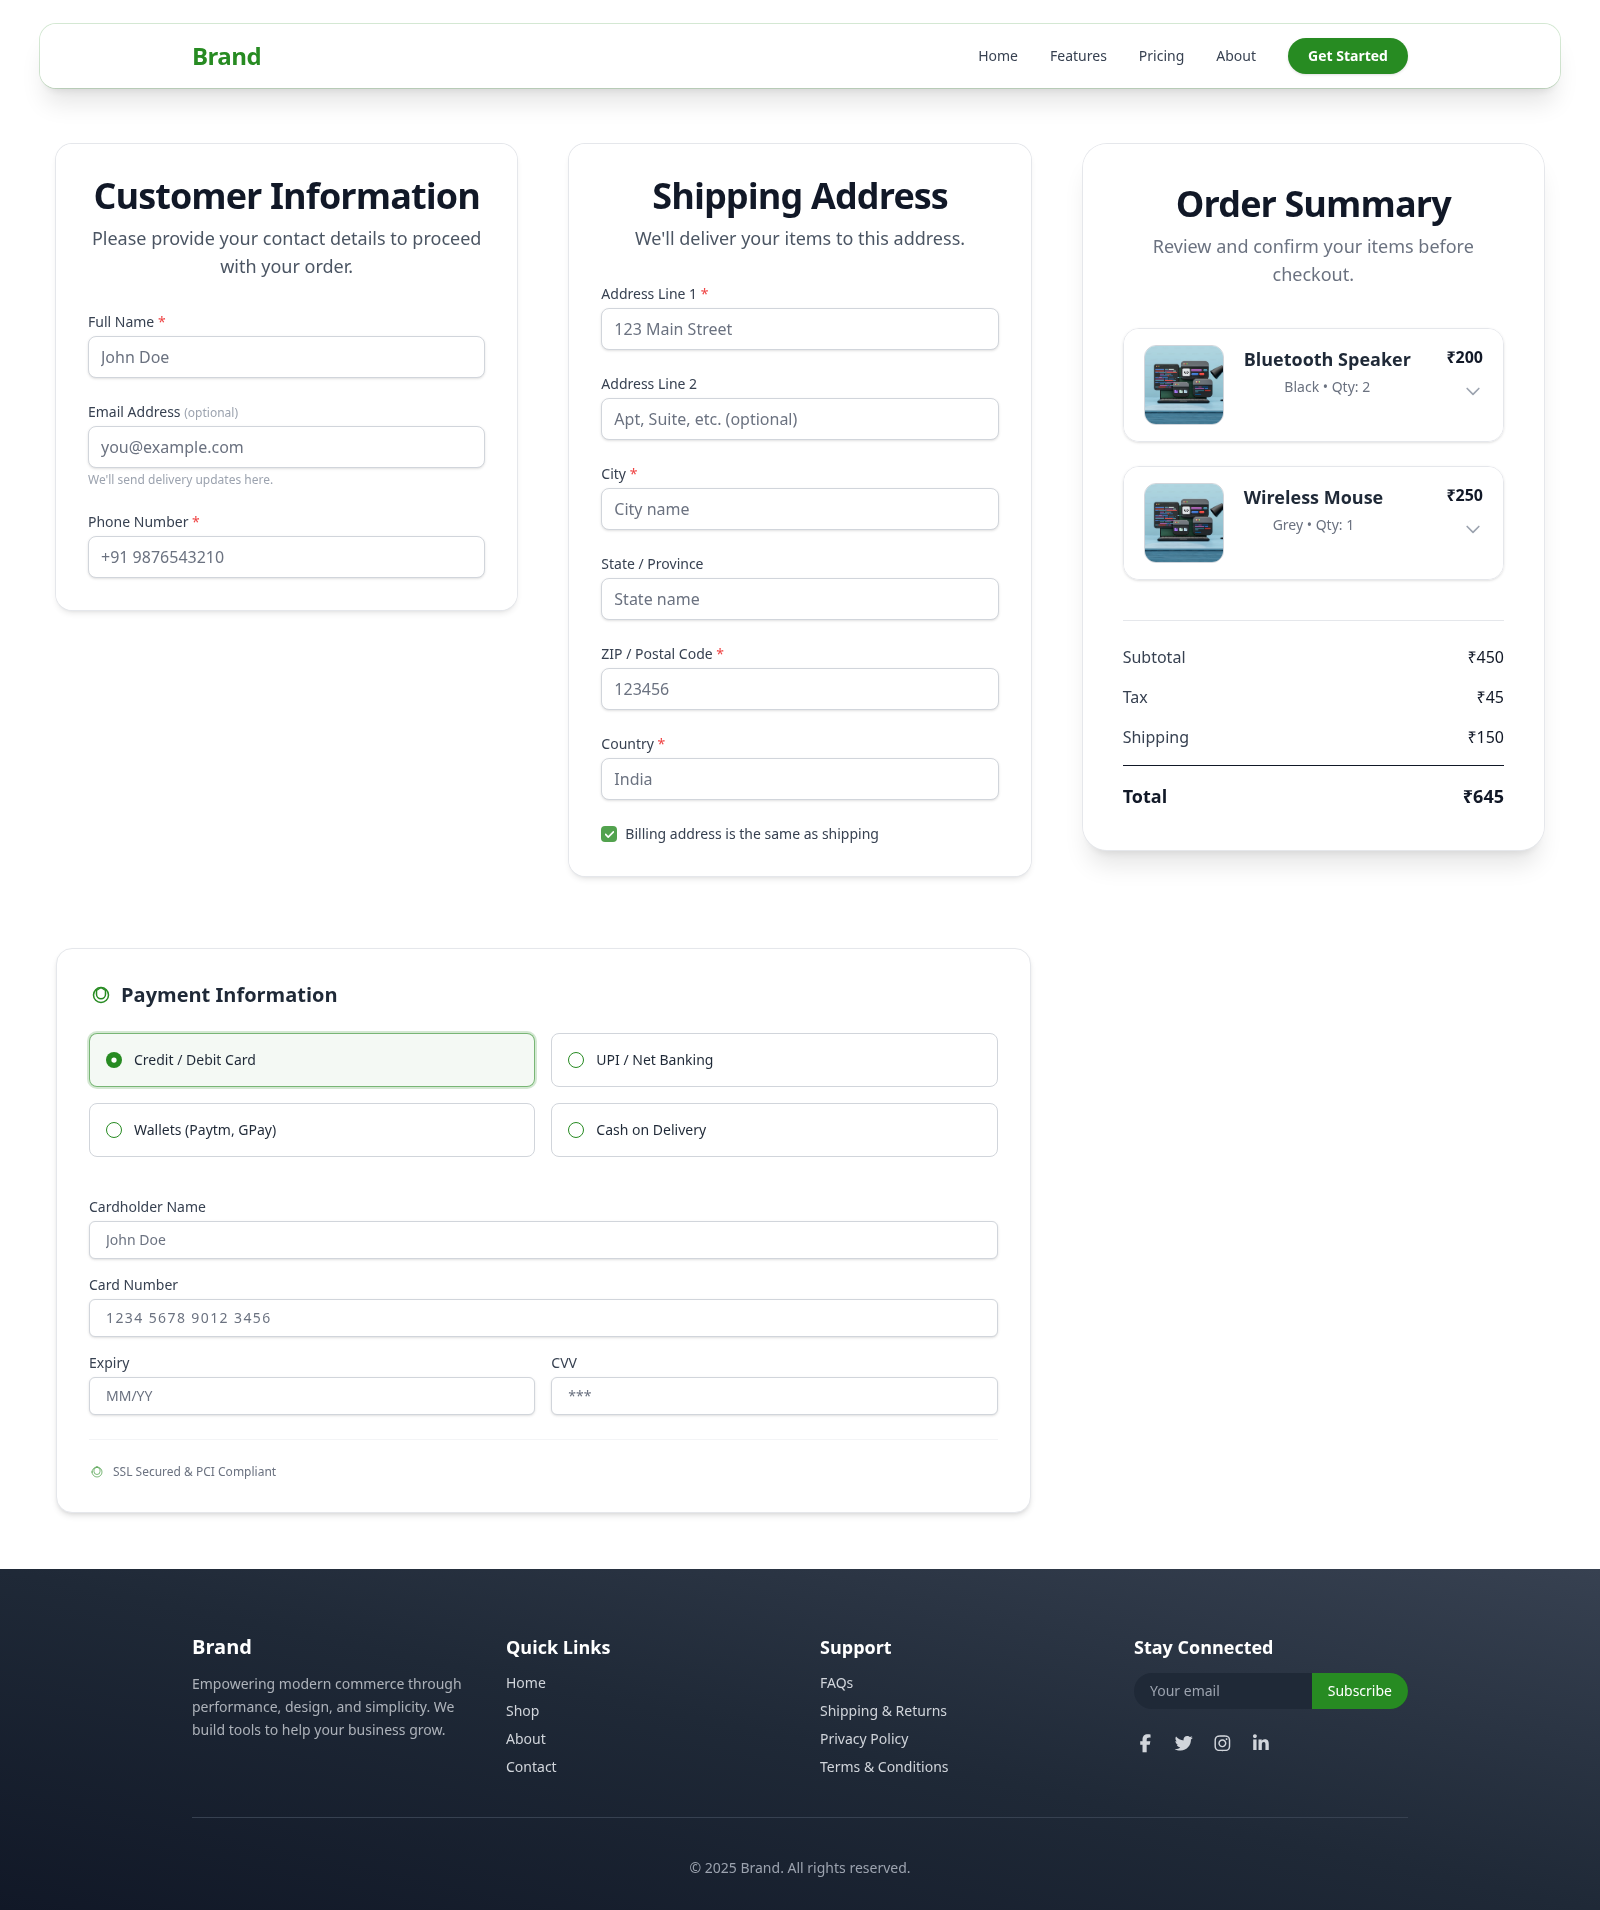 Brand
Home
Features
Pricing
About
Get Started
Customer Information
Please provide your contact details to proceed
with your order.
Full Name *
John Doe
Email Address (optional)
you@example.com
We'll send delivery updates here.
Phone Number *
+91 9876543210
Shipping Address
We'll deliver your items to this address.
Address Line 1 *
123 Main Street
Address Line 2
Apt, Suite, etc. (optional)
City *
City name
State / Province
State name
ZIP / Postal Code *
123456
Country *
India
Billing address is the same as shipping
Order Summary
Review and confirm your items before
checkout.
Bluetooth Speaker
₹200
Black • Qty: 2
Wireless Mouse
₹250
Grey • Qty: 1
Subtotal
₹450
Tax
₹45
Shipping
₹150
Total
₹645
Payment Information
Credit / Debit Card
UPI / Net Banking
Wallets (Paytm, GPay)
Cash on Delivery
Cardholder Name
John Doe
Card Number
1234 5678 9012 3456
Expiry
MM/YY
CVV
***
SSL Secured & PCI Compliant
Brand
Empowering modern commerce through
performance, design, and simplicity. We
build tools to help your business grow.
Quick Links
Home
Shop
About
Contact
Support
FAQs
Shipping & Returns
Privacy Policy
Terms & Conditions
Stay Connected
Your email
Subscribe
© 2025 Brand. All rights reserved.